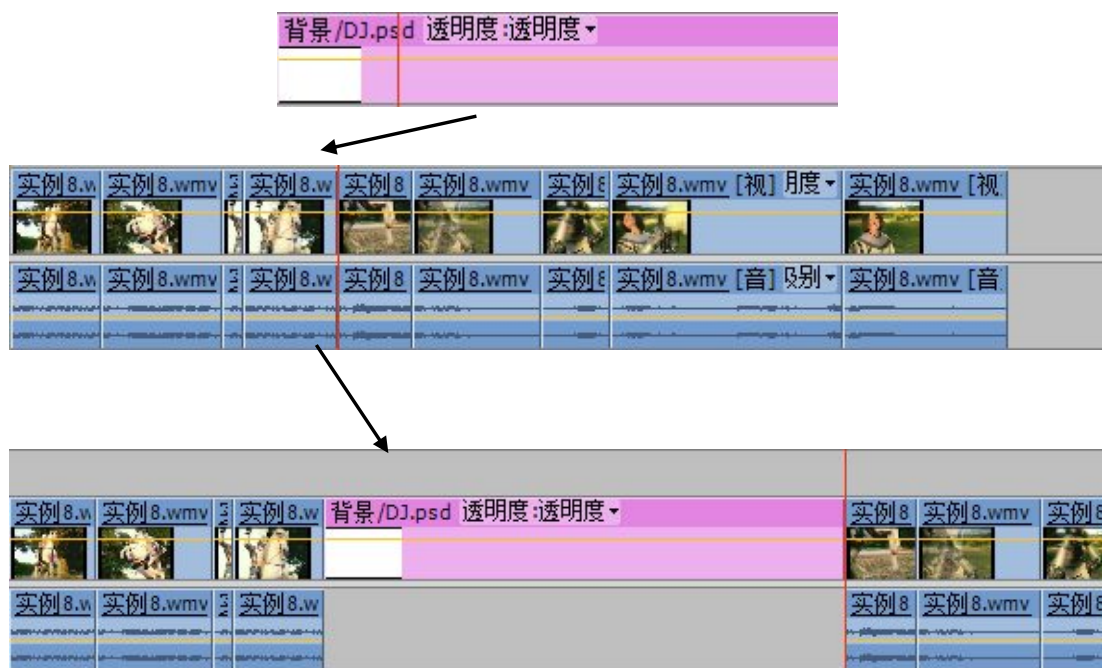 背景/DJ.psd 透明度:透明度
实例8.w 实例8.wmv 实 实例8.w 实例8 实例8.wmv 实例8 实例8.wmv [视] 明度 实例8.wmv [视
实例8.w 实例8.wmv 实 实例8.w 实例8 实例8.wmv 实例8 实例8.wmv [音] 级别 实例8.wmv [音
实例8.w 实例8.wmv 实 实例8.w 背景/DJ.psd 透明度:透明度 实例8 实例8.wmv 实例8
实例8.w 实例8.wmv 实 实例8.w 实例8 实例8.wmv 实例8